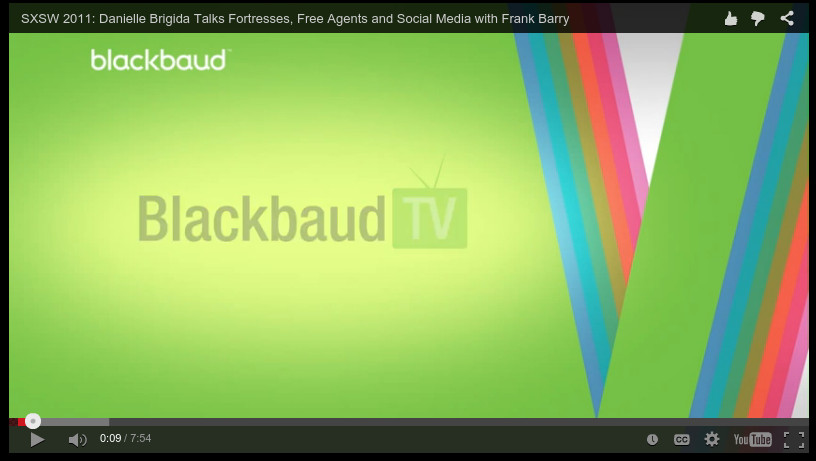 SXSW 2011: Danielle Brigida Talks Fortresses, Free Agents and Social Media with Frank Barry
blackbaud™
Blackbaud TV
0:09 / 7:54
CC
YouTube